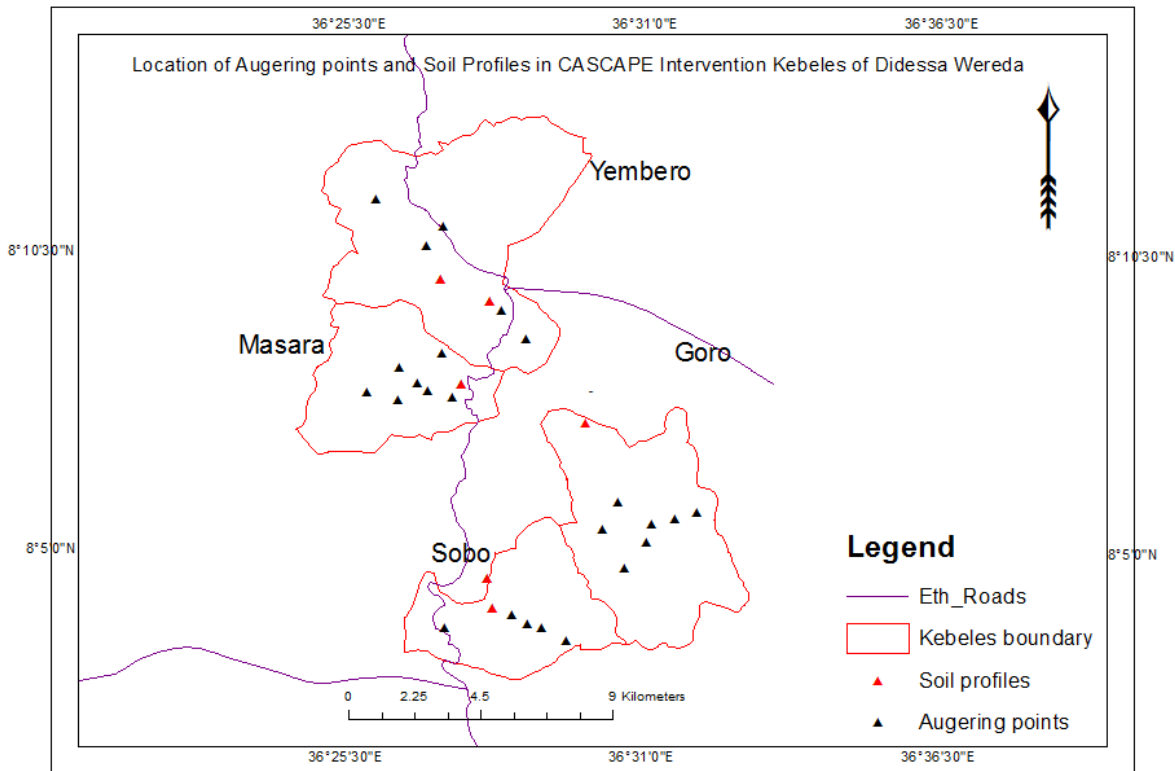 36°25'30"E 36°31'0"E 36°36'30"E
Location of Augering points and Soil Profiles in CASCAPE Intervention Kebeles of Didessa Wereda
Yembero
8°10'30"N 8°10'30"N
Masara
Goro
8°5'0"N 8°5'0"N
Sobo
Legend
Eth_Roads
Kebeles boundary
Soil profiles
Augering points
0 2.25 4.5 9 Kilometers
36°25'30"E 36°31'0"E 36°36'30"E